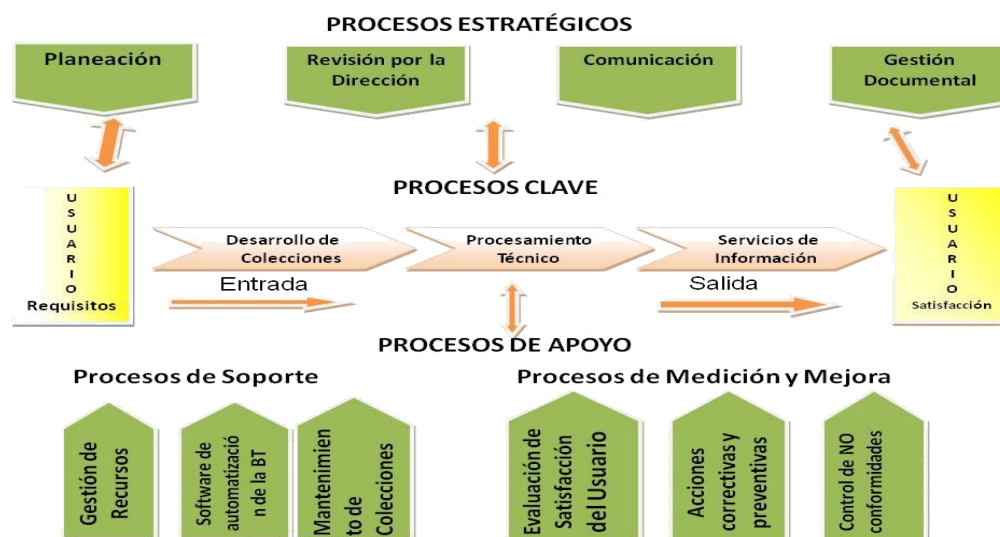 PROCESOS ESTRATÉGICOS
Planeación
Revisión por la
Dirección
Comunicación
Gestión
Documental
PROCESOS CLAVE
USUARIO
Requisitos
Desarrollo de
Colecciones
Procesamiento
Técnico
Servicios de
Información
USUARIO
Satisfacción
Entrada
Salida
PROCESOS DE APOYO
Procesos de Soporte
Procesos de Medición y Mejora
Gestión de
Recursos
Software de
automatizació
n de la BT
Mantenimien
to de
Colecciones
Evaluación de
Satisfacción
del Usuario
Acciones
correctivas y
preventivas
Control de NO
conformidades